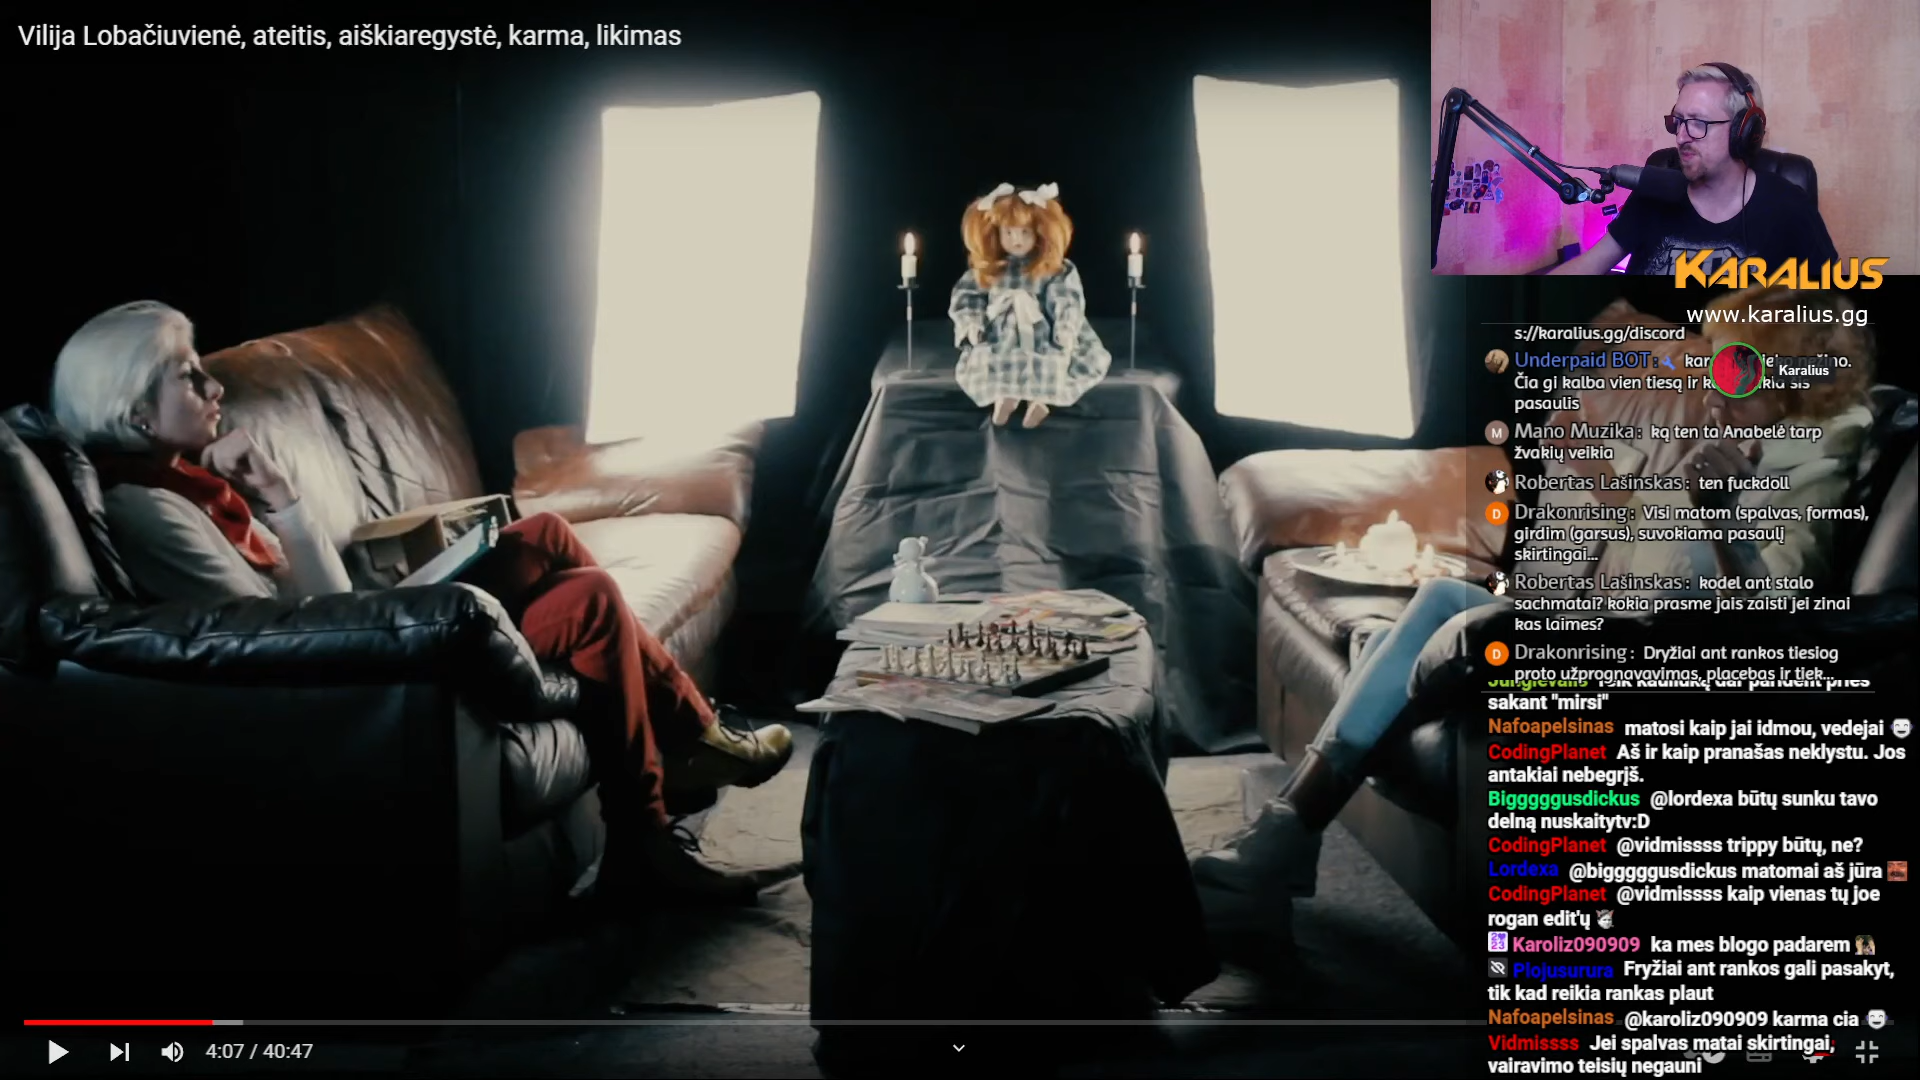 Vilija Lobačiuvienė, ateitis, aiškiaregystė, karma, likimas
KARALIUS
www.karalius.gg
s://karalius.gg/discord
Underpaid BOT:
Čia gi kalba vien tiesą ir
pasaulis
Karalius
Mano Muzika: ką ten ta Anabelė tarp
žvakių veikia
Robertas Lašinskas: ten fuckdoll
Drakonrising: Visi matom (spalvas, formas),
girdim (garsus), suvokiama pasaulį
skirtingai...
Robertas Lašinskas: kodel ant stalo
sachmatai? kokia prasme jais zaisti jei zinai
kas laimes?
Drakonrising: Dryžiai ant rankos tiesiog
proto užprognavavimas, placebas ir tiek...
sakant "mirsi"
Nafoapelsinas matosi kaip jai idmou, vedejai
CodingPlanet Aš ir kaip pranašas neklystu. Jos
antakiai nebegrįš.
Bigggggusdickus @lordexa būtų sunku tavo
delną nuskaitytv:D
CodingPlanet @vidmissss trippy būtų, ne?
Lordexa @bigggggusdickus matomai aš jūra
CodingPlanet @vidmissss kaip vienas tų joe
rogan edit'ų
Karoliz090909 ka mes blogo padarem
Plojusurura Fryžiai ant rankos gali pasakyt,
tik kad reikia rankas plaut
Nafoapelsinas @karoliz090909 karma cia
Vidmissss Jei spalvas matai skirtingai,
vairavimo teisių negauni
4:07 / 40:47